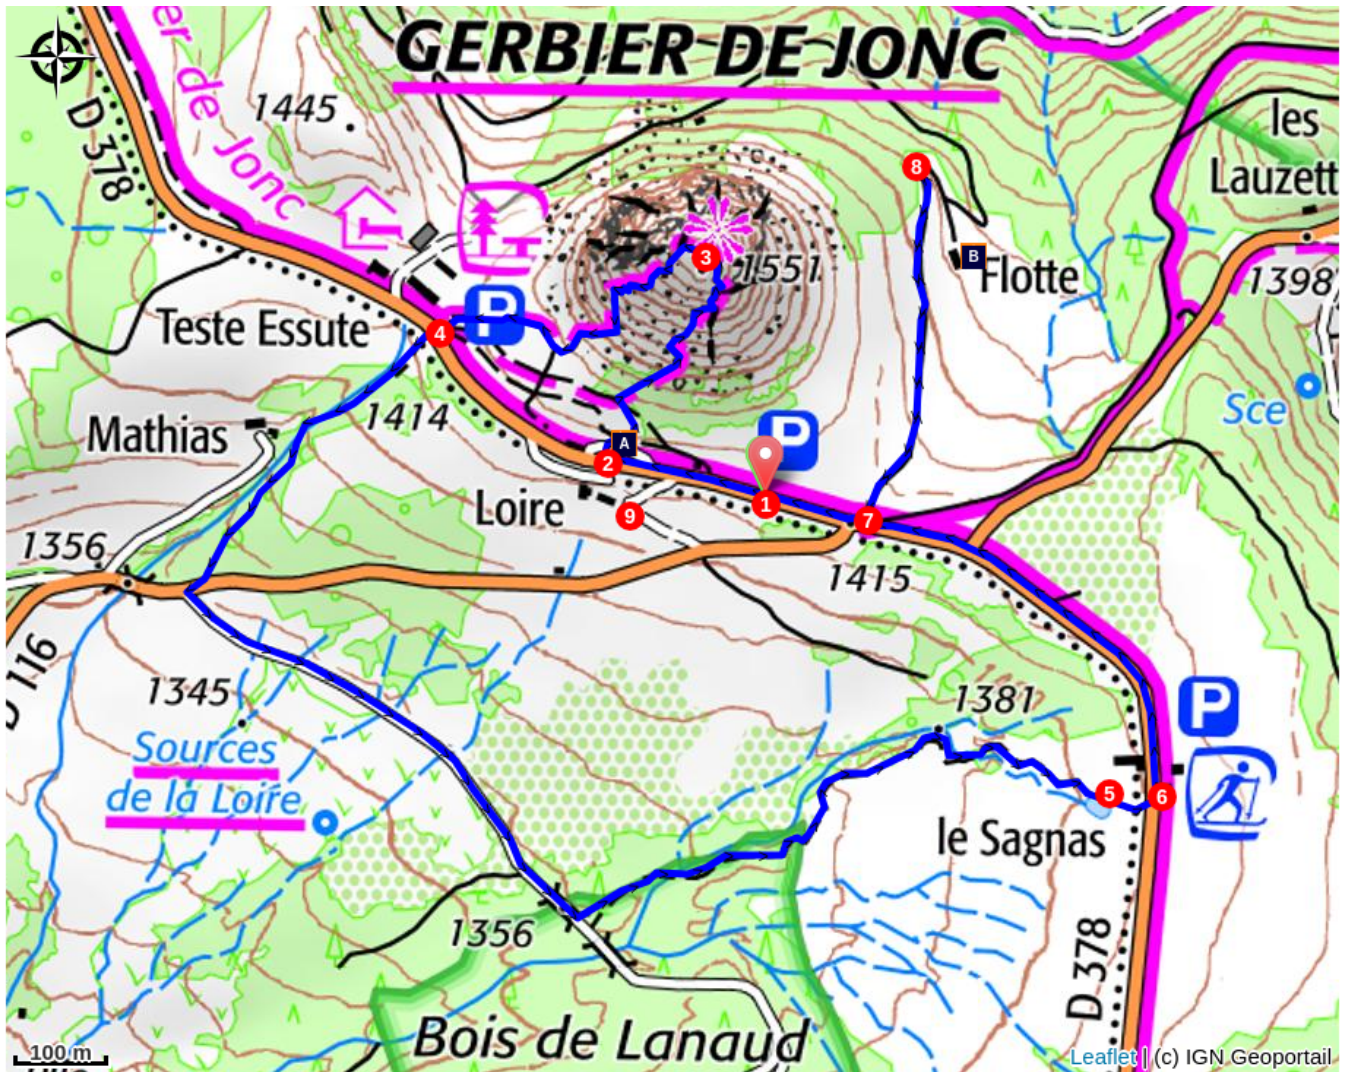 GERBIER DE JONC
er de Jonc
D 378
1445
les
Lauzett
8
3
1551
B
Flotte
1398
P
Teste Essute
4
Sce
Mathias
1414
P
A
2
1
7
Loire
9
1356
1415
D 116
1345
1381
P
Sources
de la Loire
5
6
le Sagnas
1356
D 378
Bois de Lanaud
100 m
Leaflet | (c) IGN Geoportail